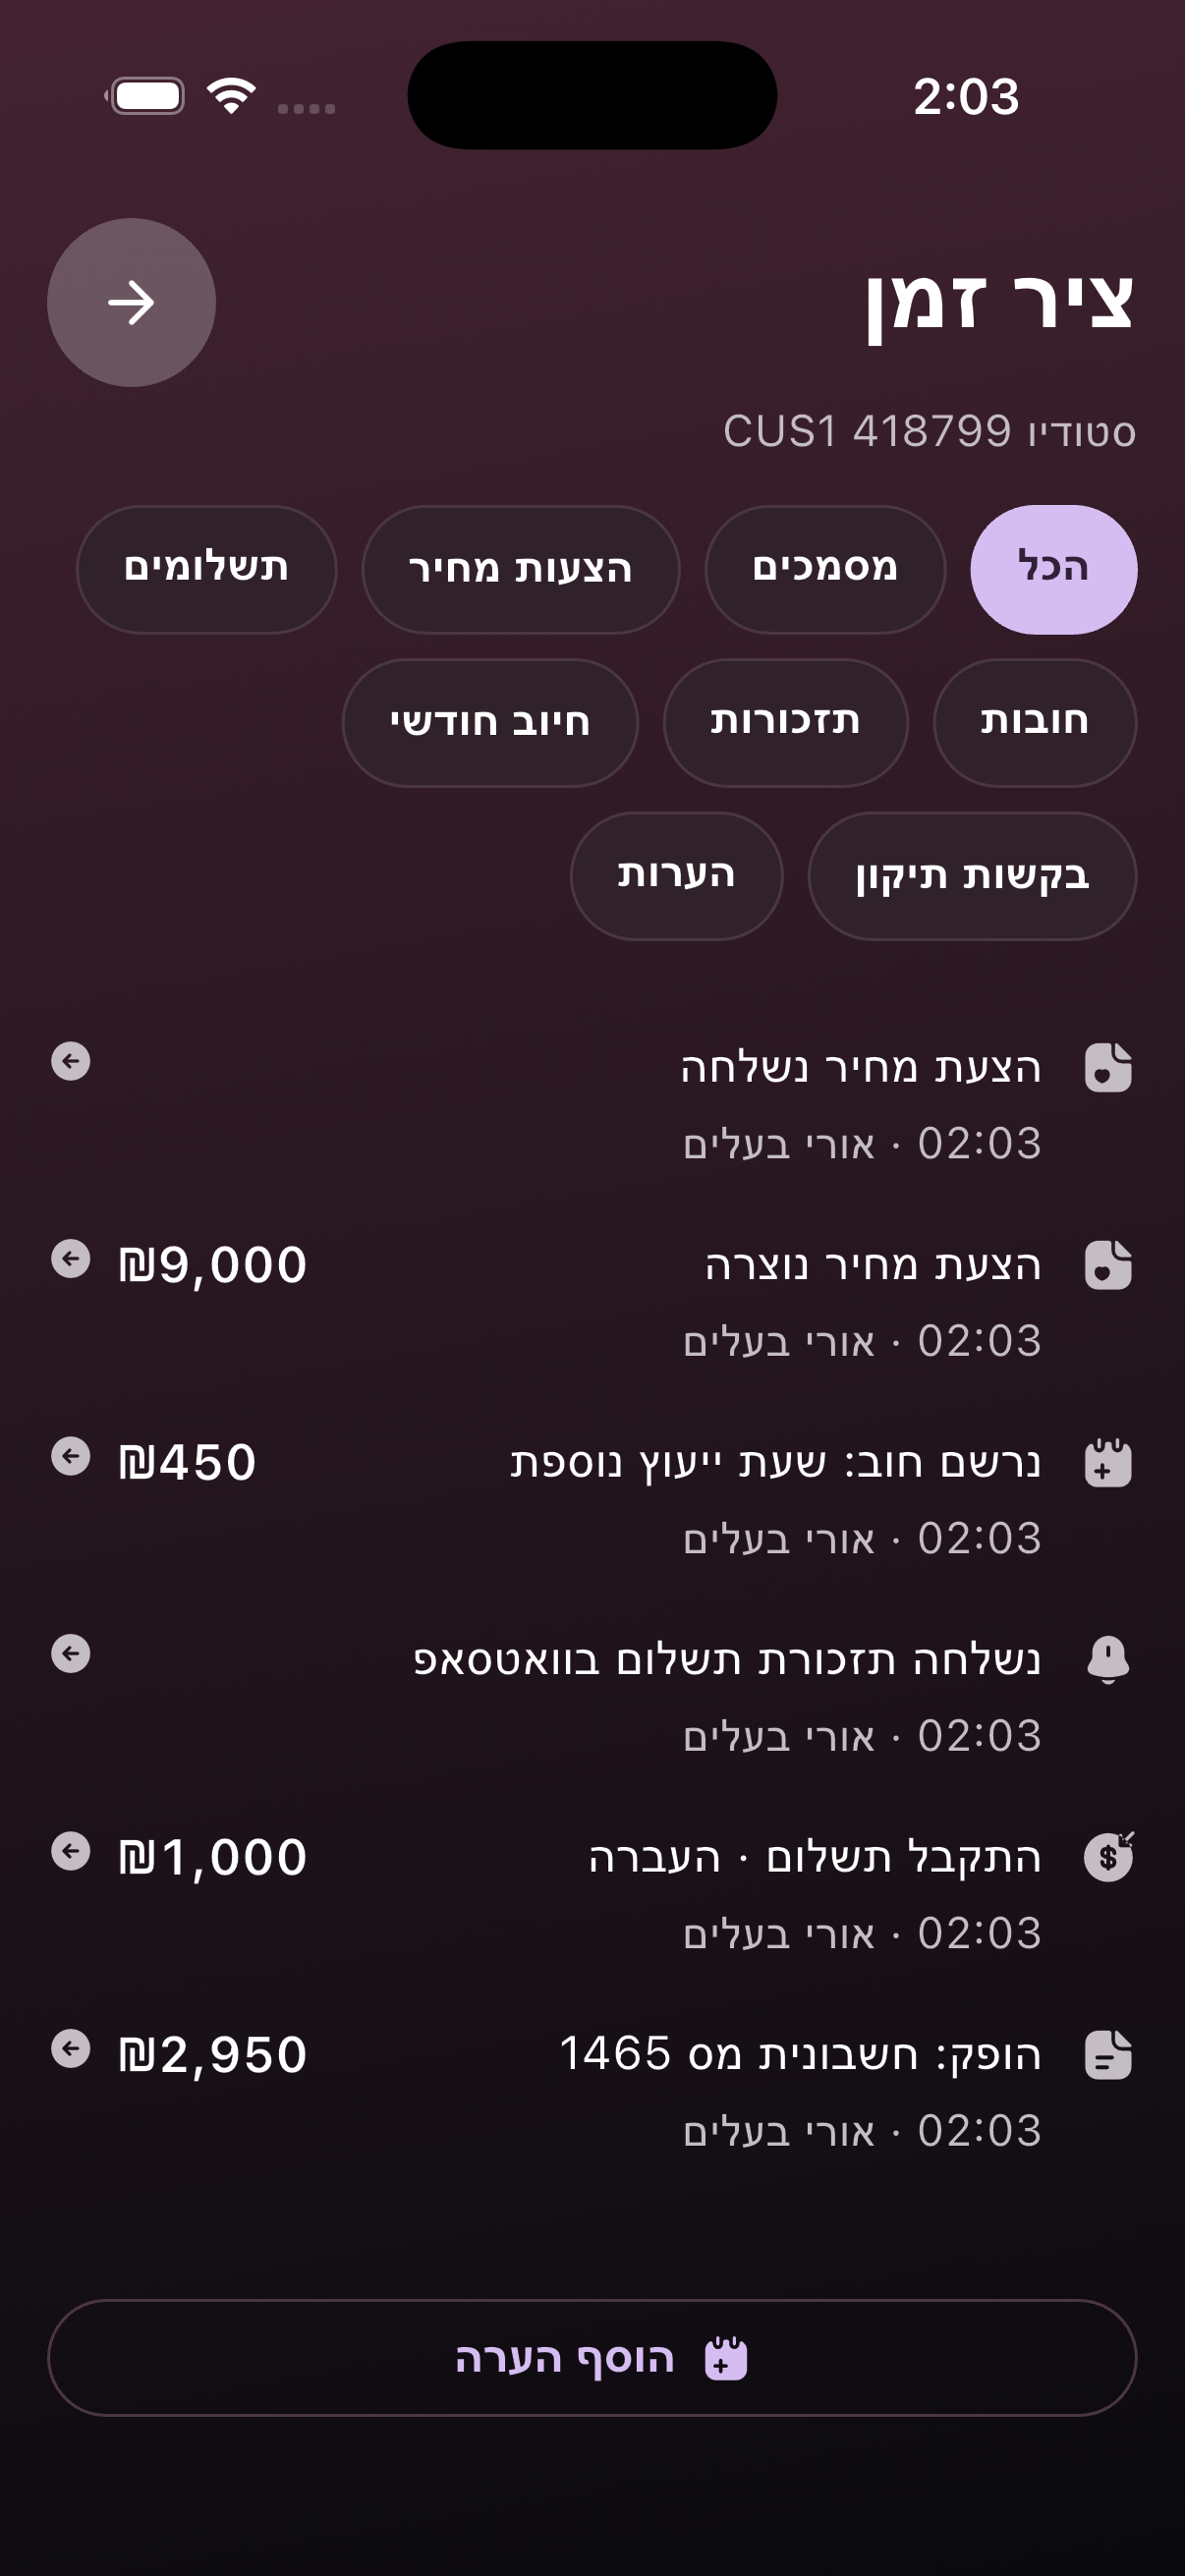 2:03
ציר זמן
סטודיו CUS1 418799
הכל מסמכים הצעות מחיר תשלומים
חובות תזכורות חיוב חודשי
בקשות תיקון הערות
הצעת מחיר נשלחה
02:03 · אורי בעלים
הצעת מחיר נוצרה ₪9,000
02:03 · אורי בעלים
נרשם חוב: שעת ייעוץ נוספת ₪450
02:03 · אורי בעלים
נשלחה תזכורת תשלום בוואטסאפ
02:03 · אורי בעלים
התקבל תשלום · העברה ₪1,000
02:03 · אורי בעלים
הופק: חשבונית מס 1465 ₪2,950
02:03 · אורי בעלים
הוסף הערה